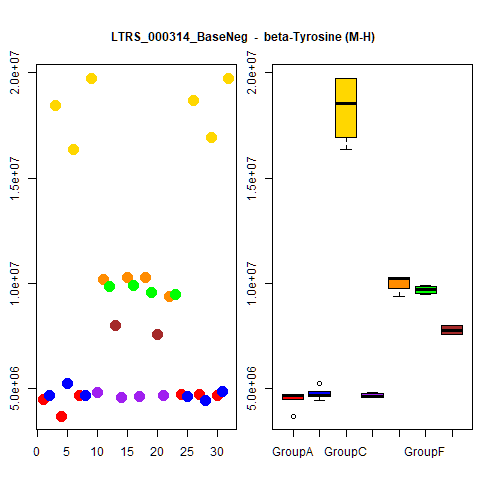 LTRS_000314_BaseNeg - beta-Tyrosine (M-H)
2.0e+07
1.5e+07
1.0e+07
5.0e+06
0 5 10 15 20 25 30
2.0e+07
1.5e+07
1.0e+07
5.0e+06
GroupA GroupC GroupF